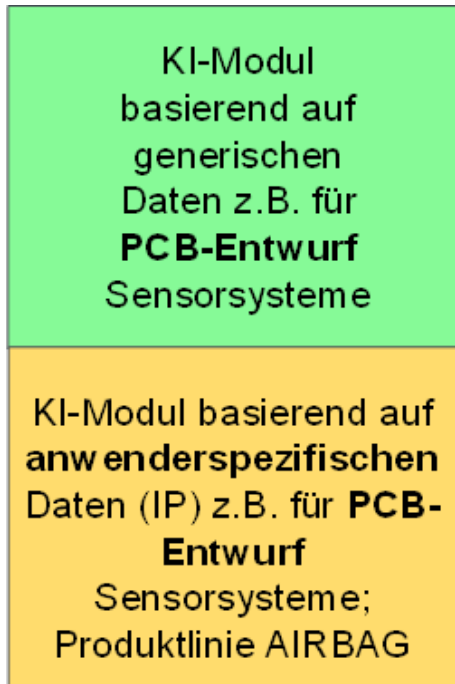 KI-Modul
basierend auf
generischen
Daten z.B. für
PCB-Entwurf
Sensorsysteme
KI-Modul basierend auf
anwenderspezifischen
Daten (IP) z.B. für PCB-
Entwurf
Sensorsysteme;
Produktlinie AIRBAG